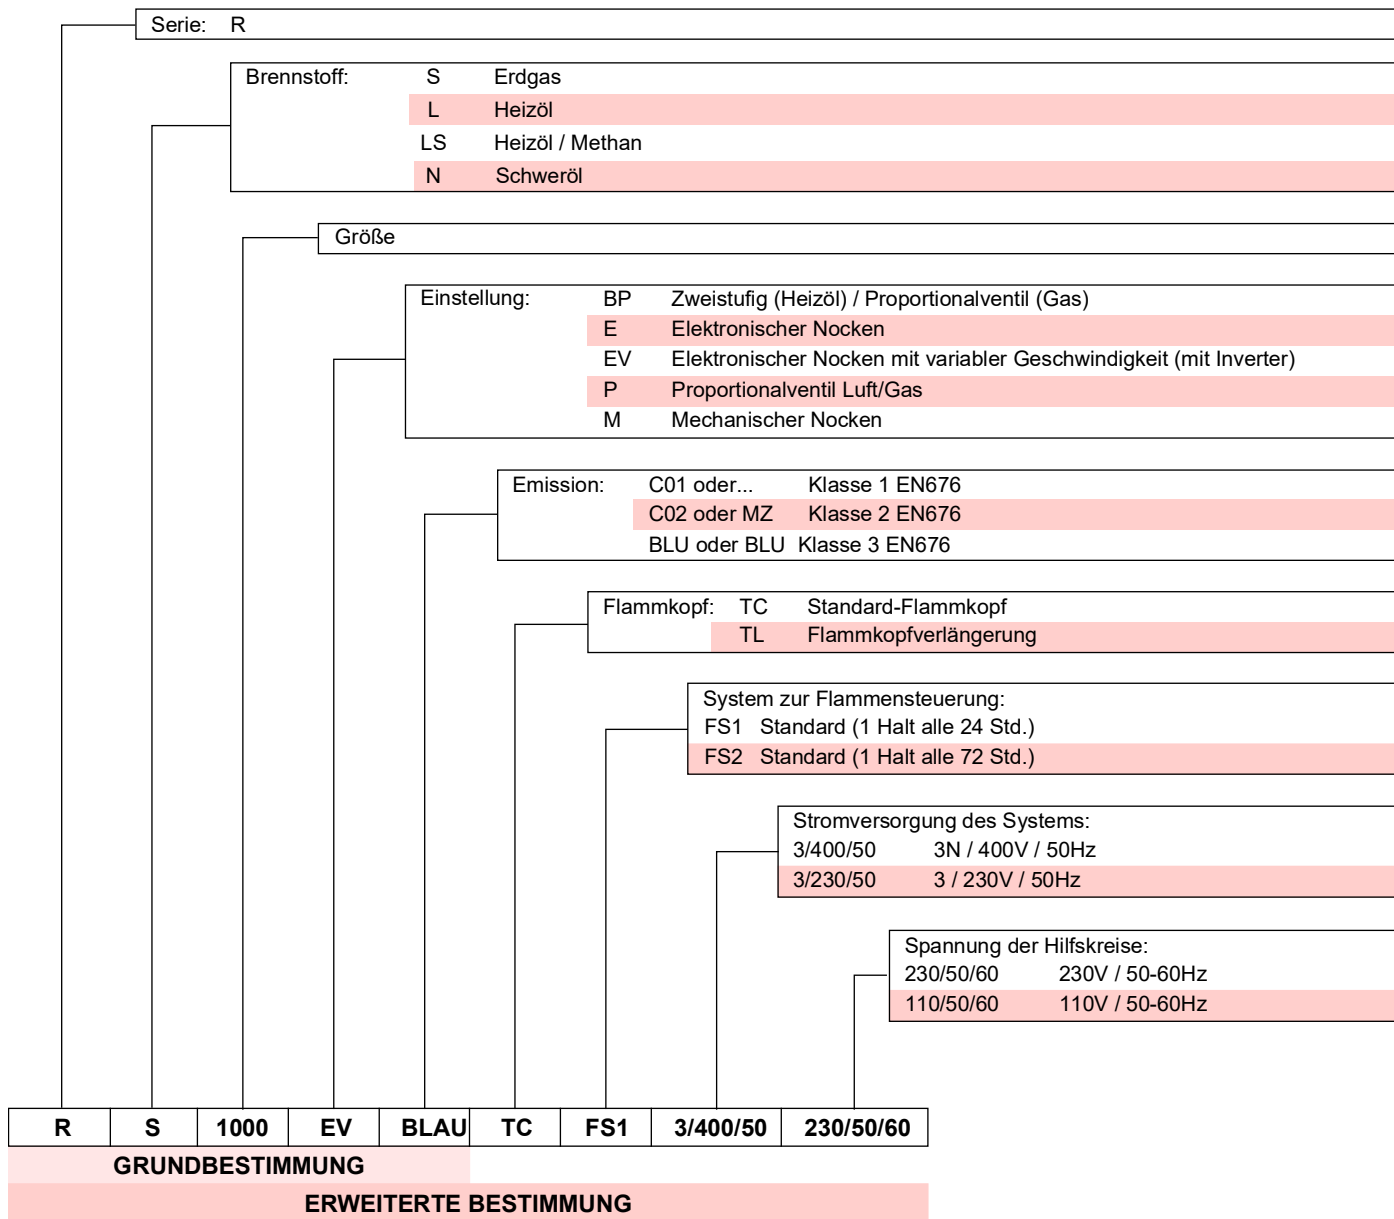 Serie: R
Brennstoff: S Erdgas
L Heizöl
LS Heizöl / Methan
N Schweröl
Größe
Einstellung: BP Zweistufig (Heizöl) / Proportionalventil (Gas)
E Elektronischer Nocken
EV Elektronischer Nocken mit variabler Geschwindigkeit (mit Inverter)
P Proportionalventil Luft/Gas
M Mechanischer Nocken
Emission: C01 oder... Klasse 1 EN676
C02 oder MZ Klasse 2 EN676
BLU oder BLU Klasse 3 EN676
Flammkopf: TC Standard-Flammkopf
TL Flammkopfverlängerung
System zur Flammensteuerung:
FS1 Standard (1 Halt alle 24 Std.)
FS2 Standard (1 Halt alle 72 Std.)
Stromversorgung des Systems:
3/400/50 3N / 400V / 50Hz
3/230/50 3 / 230V / 50Hz
Spannung der Hilfskreise:
230/50/60 230V / 50-60Hz
110/50/60 110V / 50-60Hz
R S 1000 EV BLAU TC FS1 3/400/50 230/50/60
GRUNDBESTIMMUNG
ERWEITERTE BESTIMMUNG